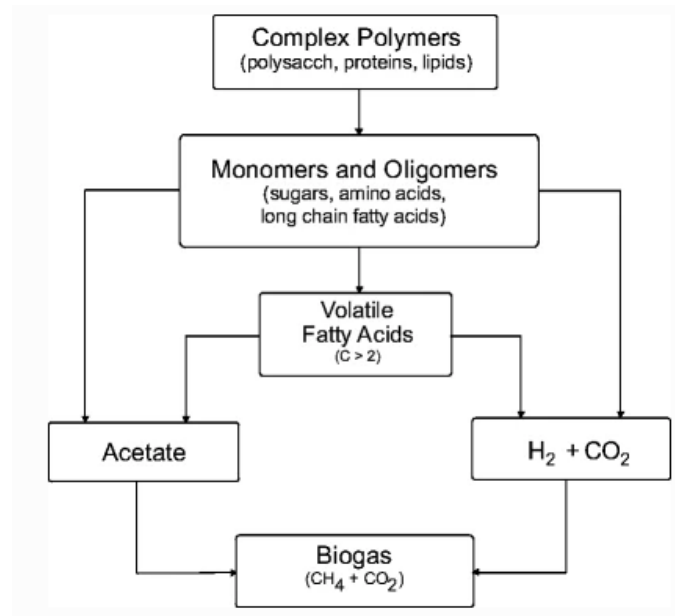 Complex Polymers
(polysacch, proteins, lipids)
Monomers and Oligomers
(sugars, amino acids,
long chain fatty acids)
Volatile
Fatty Acids
(C > 2)
Acetate
H₂ + CO₂
Biogas
(CH₄ + CO₂)